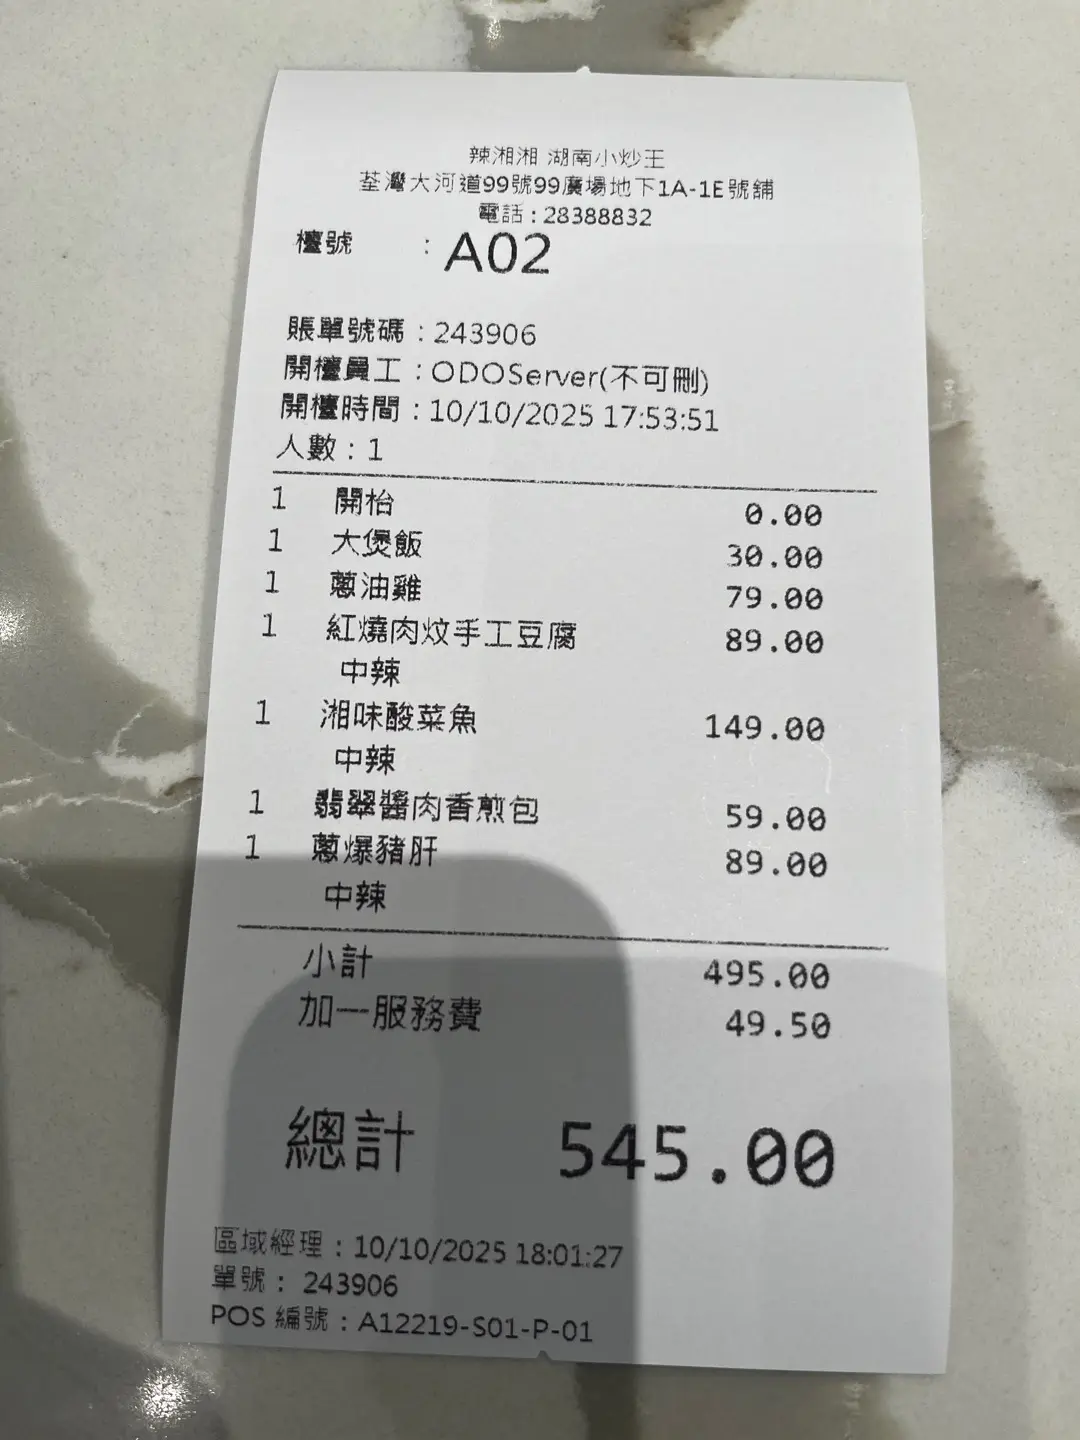 辣湘湘 湖南小炒王
荃灣大河道99號99廣場地下1A-1E號舖
電話：28388832
檯號 ：A02
賬單號碼：243906
開檯員工：ODOServer(不可刪)
開檯時間：10/10/2025 17:53:51
人數：1
1 開枱 0.00
1 大煲飯 30.00
1 蔥油雞 79.00
1 紅燒肉炆手工豆腐 89.00
中辣
1 湘味酸菜魚 149.00
中辣
1 翡翠醬肉香煎包 59.00
1 蔥爆豬肝 89.00
中辣
小計 495.00
加一服務費 49.50
總計 545.00
區域經理：10/10/2025 18:01:27
單號： 243906
POS 編號：A12219-S01-P-01